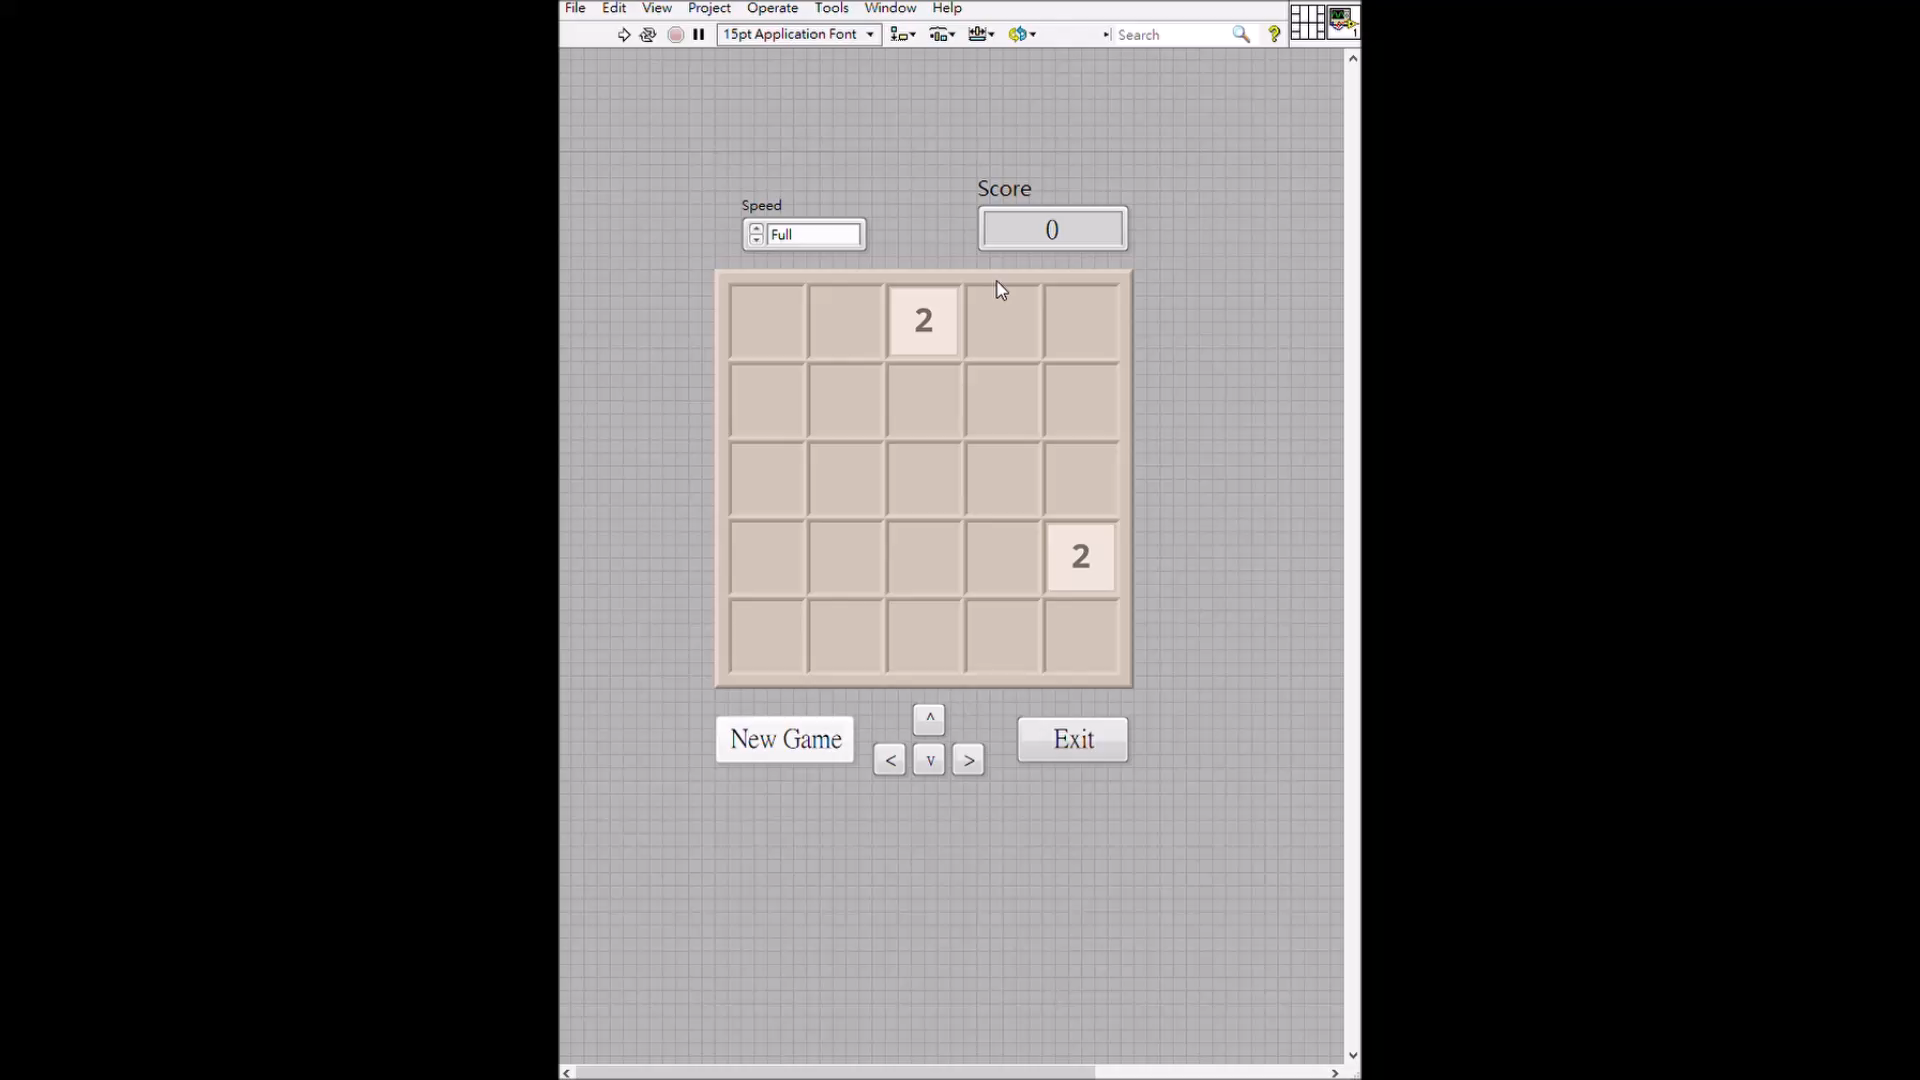 File Edit View Project Operate Tools Window Help
15pt Application Font Search ?
1
Score
Speed
Full 0
2
2
New Game ^ Exit
< v >